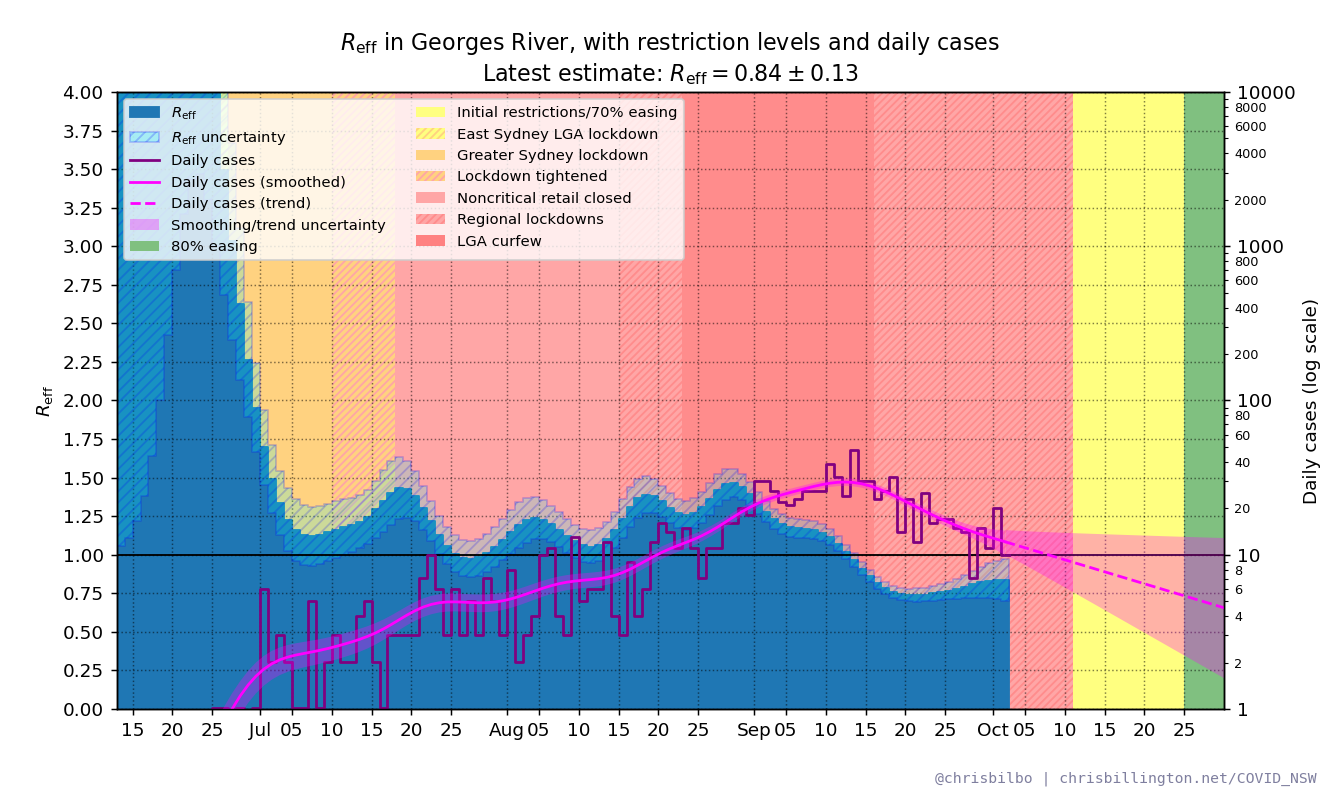 R_eff in Georges River, with restriction levels and daily cases
Latest estimate: R_eff = 0.84 ± 0.13
R_eff
R_eff uncertainty
Daily cases
Daily cases (smoothed)
Daily cases (trend)
Smoothing/trend uncertainty
80% easing
Initial restrictions/70% easing
East Sydney LGA lockdown
Greater Sydney lockdown
Lockdown tightened
Noncritical retail closed
Regional lockdowns
LGA curfew
R_eff
4.00
3.75
3.50
3.25
3.00
2.75
2.50
2.25
2.00
1.75
1.50
1.25
1.00
0.75
0.50
0.25
0.00
15 20 25 Jul 05 10 15 20 25 Aug 05 10 15 20 25 Sep 05 10 15 20 25 Oct 05 10 15 20 25
10000
8000
6000
4000
2000
1000
800
600
400
200
100
80
60
40
20
10
8
6
4
2
1
Daily cases (log scale)
@chrisbilbo | chrisbillington.net/COVID_NSW